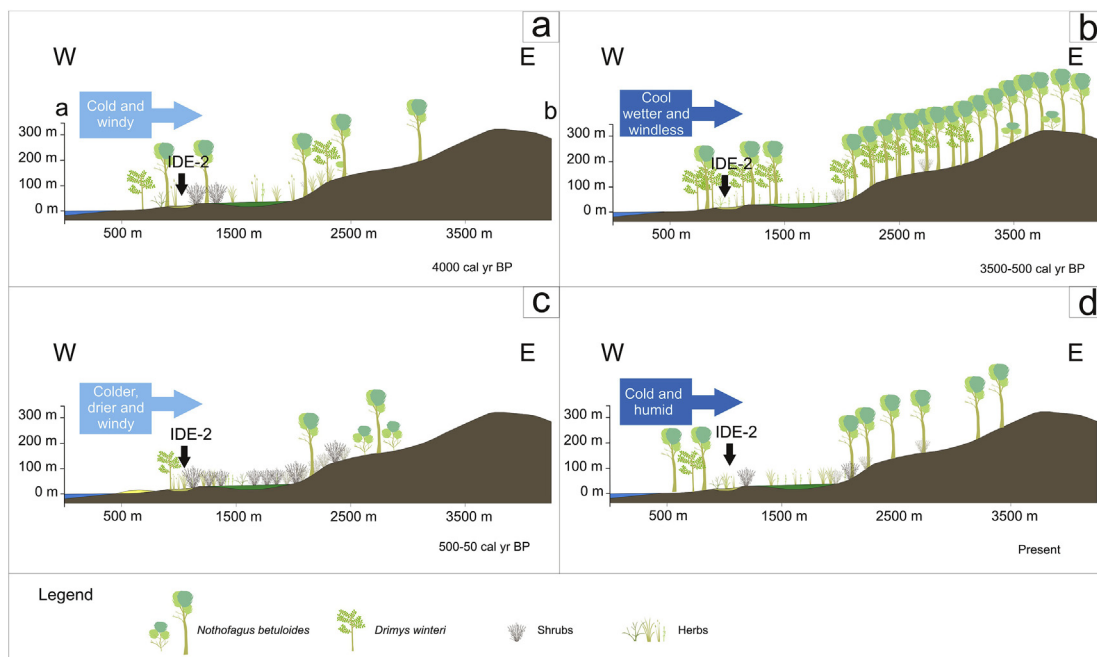 a
W
E
Cold and
windy
a
b
300 m
200 m
100 m
0 m
IDE-2
500 m
1500 m
2500 m
3500 m
4000 cal yr BP
b
W
E
Cool
wetter and
windless
300 m
200 m
100 m
0 m
IDE-2
500 m
1500 m
2500 m
3500 m
3500-500 cal yr BP
c
W
E
Colder,
drier and
windy
300 m
200 m
100 m
0 m
IDE-2
500 m
1500 m
2500 m
3500 m
500-50 cal yr BP
d
W
E
Cold and
humid
300 m
200 m
100 m
0 m
IDE-2
500 m
1500 m
2500 m
3500 m
Present
Legend
Nothofagus betuloides
Drimys winteri
Shrubs
Herbs